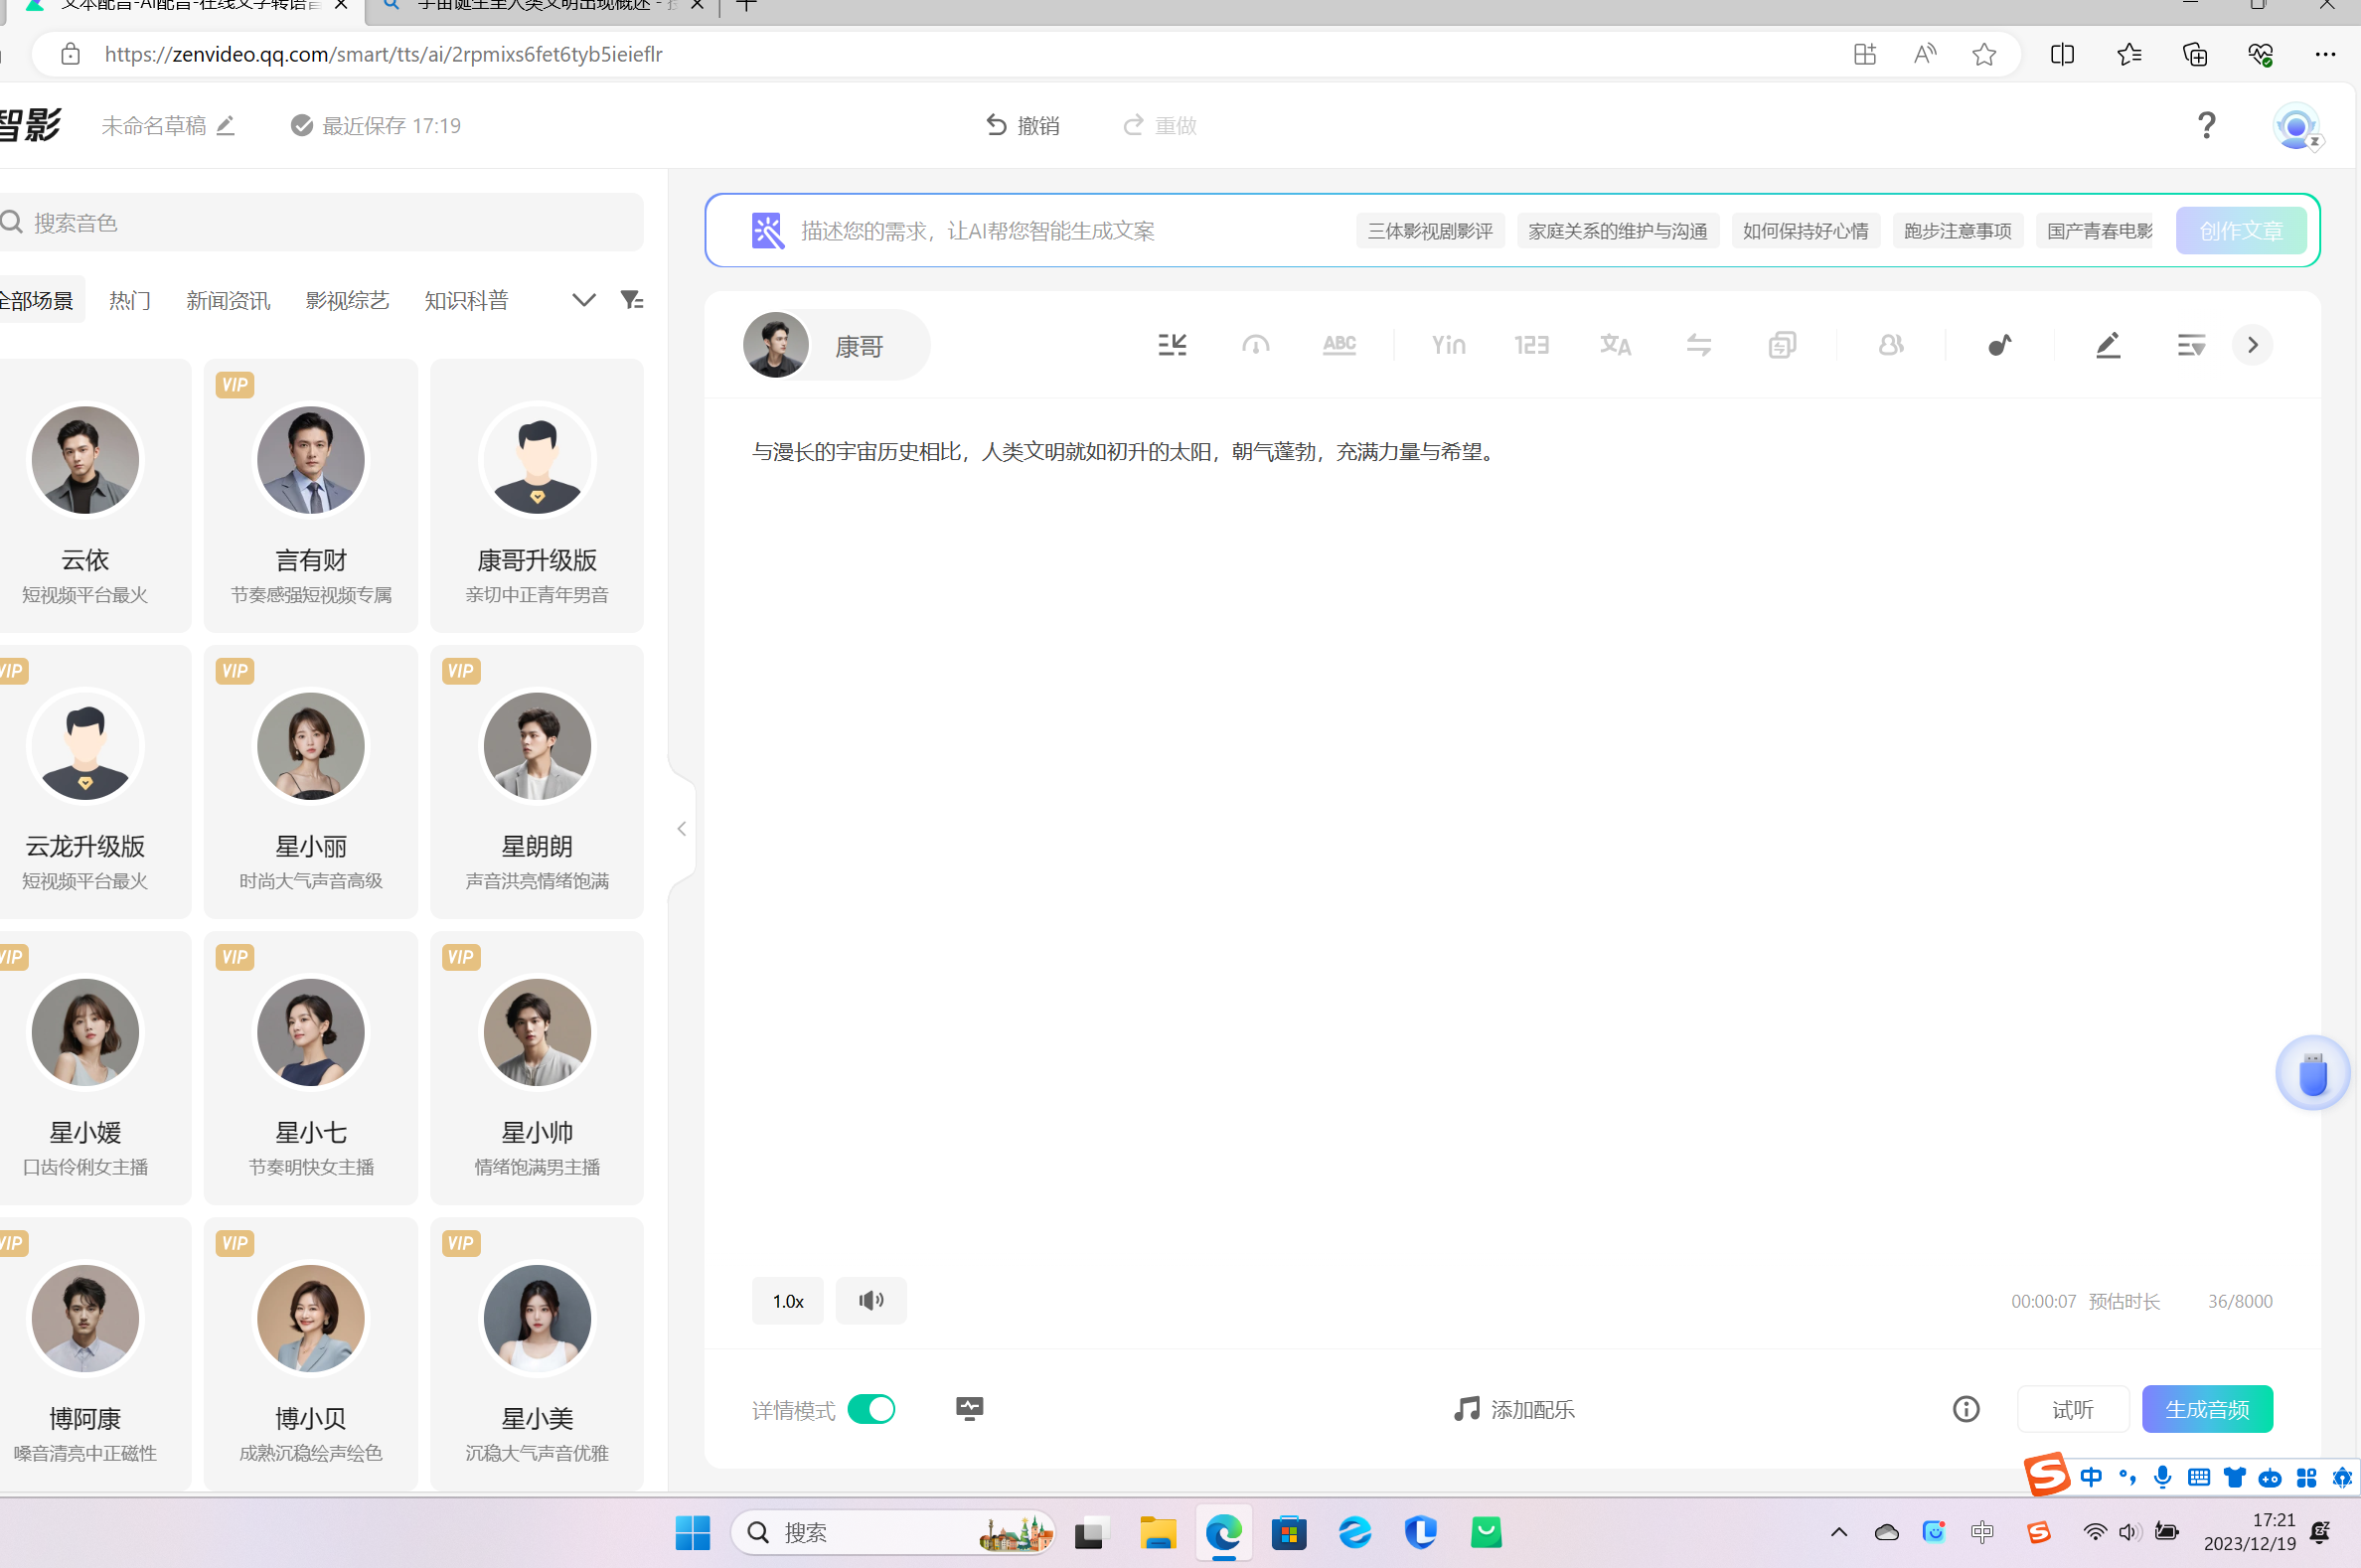 文本配音-AI配音-在线文字转语音
宇宙诞生至人类文明出现概述 -
https://zenvideo.qq.com/smart/tts/ai/2rpmixs6fet6tyb5ieieflr
智影
未命名草稿
最近保存 17:19
撤销
重做
搜索音色
描述您的需求，让AI帮您智能生成文案
三体影视剧影评
家庭关系的维护与沟通
如何保持好心情
跑步注意事项
国产青春电影
创作文章
全部场景
热门
新闻资讯
影视综艺
知识科普
康哥
ABC
Yin
123
与漫长的宇宙历史相比，人类文明就如初升的太阳，朝气蓬勃，充满力量与希望。
云依
短视频平台最火
VIP
言有财
节奏感强短视频专属
康哥升级版
亲切中正青年男音
VIP
云龙升级版
短视频平台最火
VIP
星小丽
时尚大气声音高级
VIP
星朗朗
声音洪亮情绪饱满
VIP
星小媛
口齿伶俐女主播
VIP
星小七
节奏明快女主播
VIP
星小帅
情绪饱满男主播
VIP
博阿康
嗓音清亮中正磁性
VIP
博小贝
成熟沉稳绘声绘色
VIP
星小美
沉稳大气声音优雅
1.0x
00:00:07 预估时长
36/8000
详情模式
添加配乐
试听
生成音频
中
搜索
中
17:21
2023/12/19